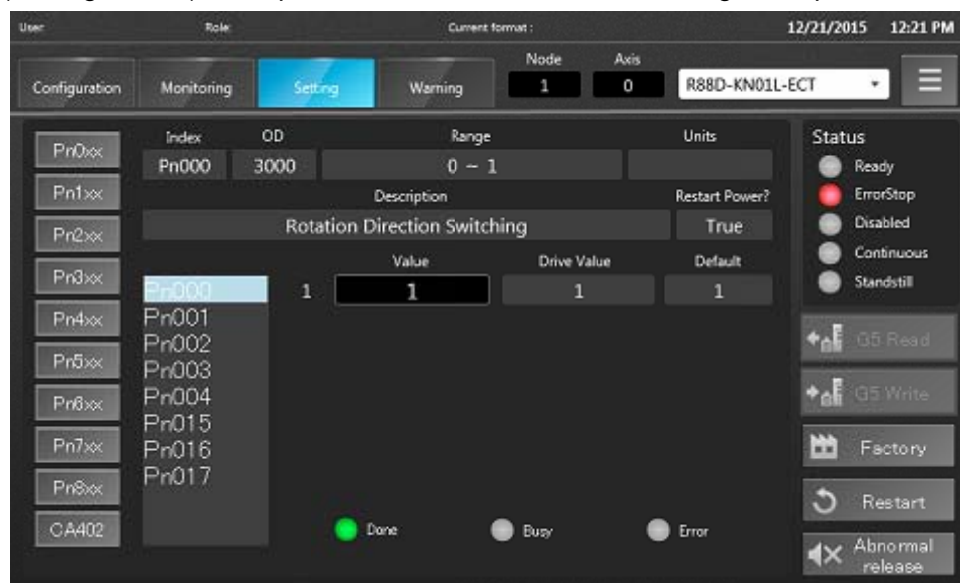 User: Role: Current format : 12/21/2015 12:21 PM
Node Axis
Configuration Monitoring Setting Warning 1 0 R88D-KN01L-ECT
Index OD Range Units
Pn000 3000 0 ~ 1
Description Restart Power?
Rotation Direction Switching True
Value Drive Value Default
1 1 1 1
Pn0xx
Pn1xx
Pn2xx
Pn3xx
Pn4xx
Pn5xx
Pn6xx
Pn7xx
Pn8xx
CA402
Pn000
Pn001
Pn002
Pn003
Pn004
Pn015
Pn016
Pn017
Done Busy Error
Status
Ready
ErrorStop
Disabled
Continuous
Standstill
G5 Read
G5 Write
Factory
Restart
Abnormal
release